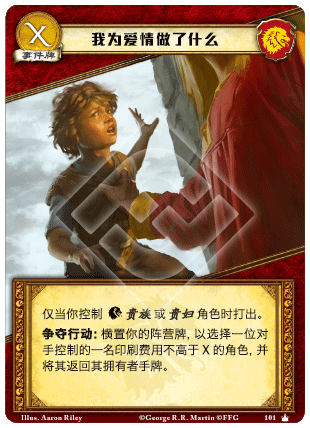 X
事件牌
我为爱情做了什么
仅当你控制 贵族 或 贵妇 角色时打出。
争夺行动: 横置你的阵营牌, 以选择一位对
手控制的一名印刷费用不高于 X 的角色, 并
将其返回其拥有者手牌。
Illus. Aaron Riley ©George R.R. Martin ©FFG 101